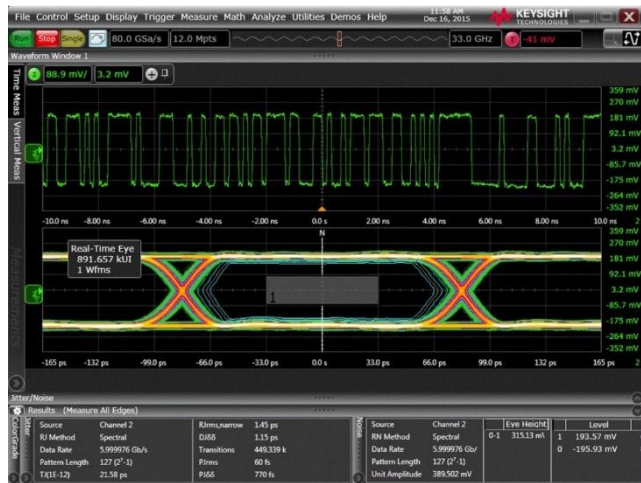 File Control Setup Display Trigger Measure Math Analyze Utilities Demos Help
11:58 AM
Dec 16, 2015
KEYSIGHT
TECHNOLOGIES
Run Stop Single 80.0 GSa/s 12.0 Mpts 33.0 GHz T -41 mV
Waveform Window 1
Time Meas
Vertical Meas
Measurements
2 88.9 mV/ 3.2 mV
359 mV
270 mV
181 mV
92.1 mV
3.2 mV
-85.7 mV
-175 mV
-264 mV
-352 mV
-10.0 ns -8.00 ns -6.00 ns -4.00 ns -2.00 ns 0.0 s 2.00 ns 4.00 ns 6.00 ns 8.00 ns 10.0 ns 2
N
Real-Time Eye
891.657 kUI
1 Wfms
1
359 mV
270 mV
181 mV
92.1 mV
3.2 mV
-85.7 mV
-175 mV
-264 mV
-352 mV
-165 ps -132 ps -99.0 ps -66.0 ps -33.0 ps 0.0 s 33.0 ps 66.0 ps 99.0 ps 132 ps 165 ps 2
Jitter/Noise
Results (Measure All Edges)
ColorGrade
Jitter
Source Channel 2
RJ Method Spectral
Data Rate 5.999976 Gb/s
Pattern Length 127 (2⁷-1)
TJ(1E-12) 21.58 ps
RJrms,narrow 1.45 ps
DJδδ 1.15 ps
Transitions 449.339 k
PJrms 60 fs
PJδδ 770 fs
Noise
Source Channel 2
RN Method Spectral
Data Rate 5.999976 Gb/s
Pattern Length 127 (2⁷-1)
Unit Amplitude 389.502 mV
Eye Height
0-1 315.13 m\
Level
1 193.57 mV
0 -195.93 mV